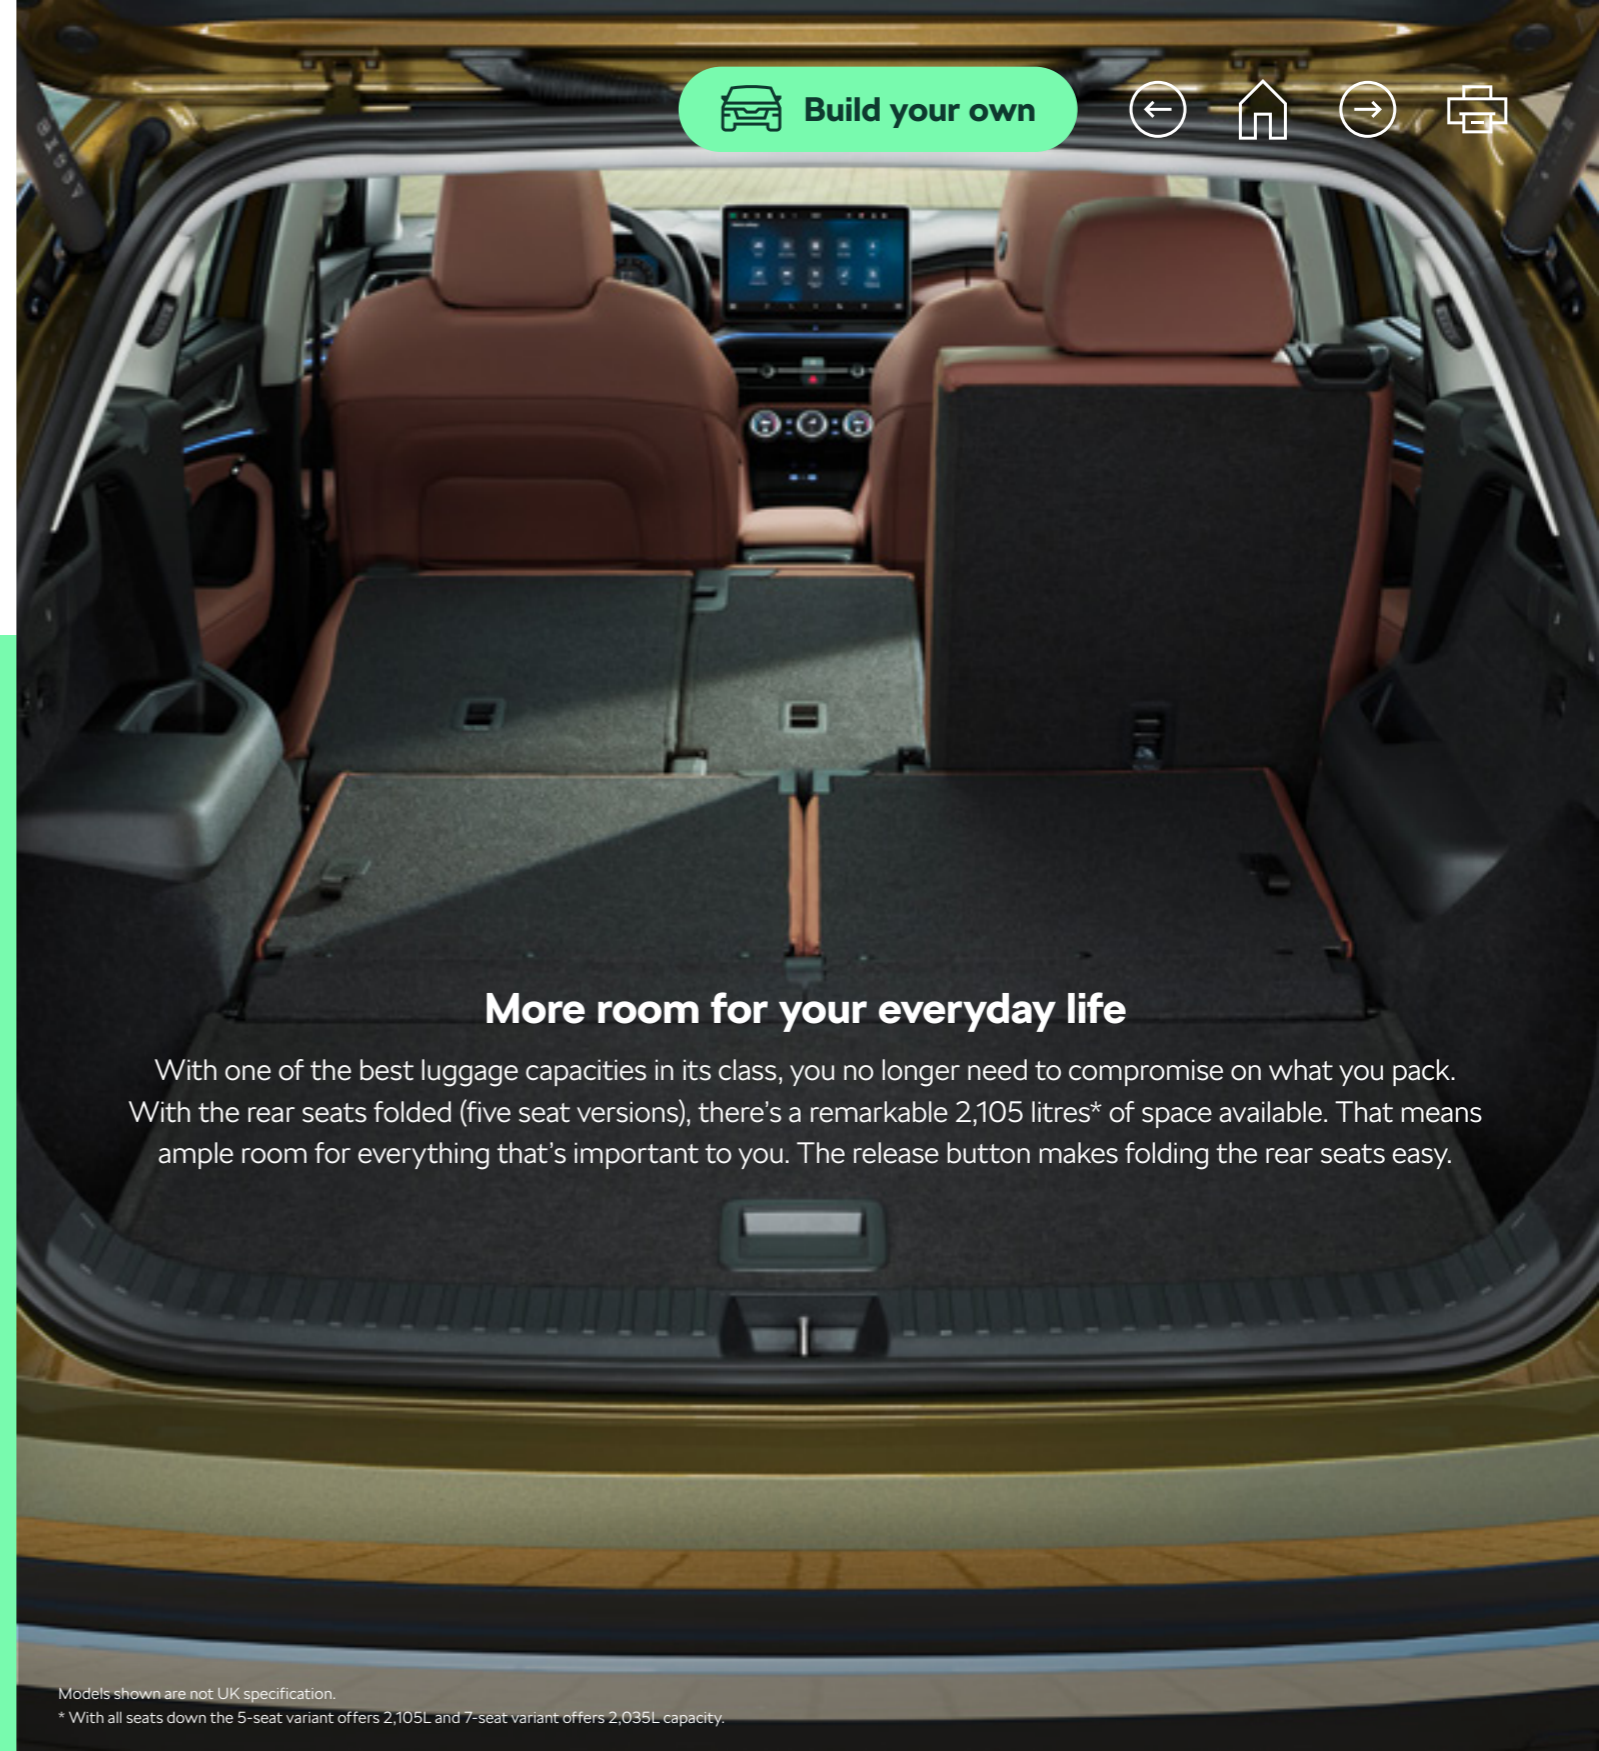 Build your own
More room for your everyday life
With one of the best luggage capacities in its class, you no longer need to compromise on what you pack.
With the rear seats folded (five seat versions), there's a remarkable 2,105 litres* of space available. That means
ample room for everything that's important to you. The release button makes folding the rear seats easy.
Models shown are not UK specification.
* With all seats down the 5-seat variant offers 2,105L and 7-seat variant offers 2,035L capacity.